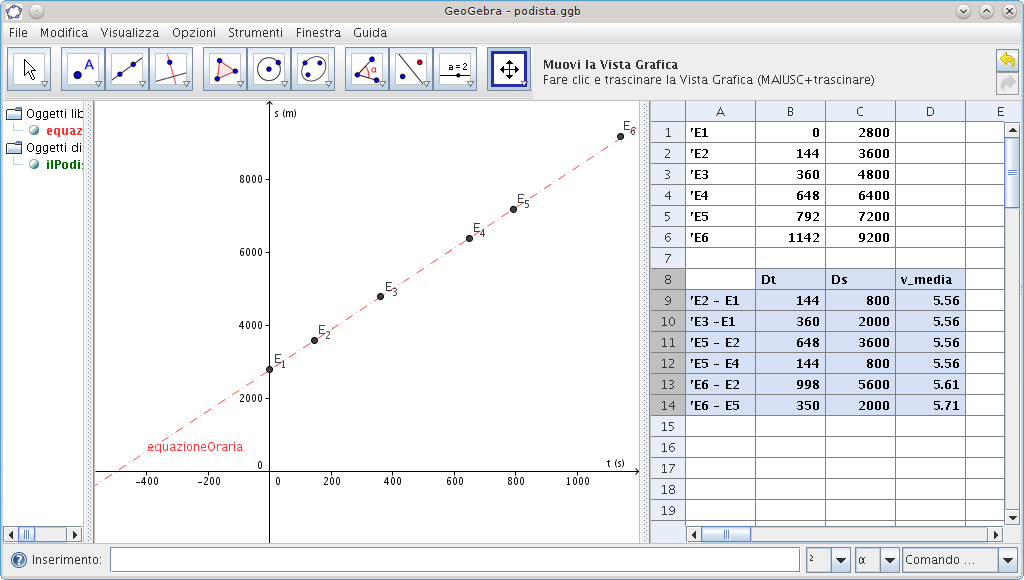 GeoGebra - podista.ggb
File Modifica Visualizza Opzioni Strumenti Finestra Guida
A α a = 2
Muovi la Vista Grafica
Fare clic e trascinare la Vista Grafica (MAIUSC+trascinare)
Oggetti lib
equaz
Oggetti di
ilPodis
s (m)
8000
6000
4000
2000
0
-400 -200 0 200 400 600 800 1000
t (s)
E1
E2
E3
E4
E5
E6
equazioneOraria
A B C D E
1 'E1 0 2800
2 'E2 144 3600
3 'E3 360 4800
4 'E4 648 6400
5 'E5 792 7200
6 'E6 1142 9200
7
8 Dt Ds v_media
9 'E2 - E1 144 800 5.56
10 'E3 -E1 360 2000 5.56
11 'E5 - E2 648 3600 5.56
12 'E5 - E4 144 800 5.56
13 'E6 - E2 998 5600 5.61
14 'E6 - E5 350 2000 5.71
15
16
17
18
19
? Inserimento: ² α Comando ...